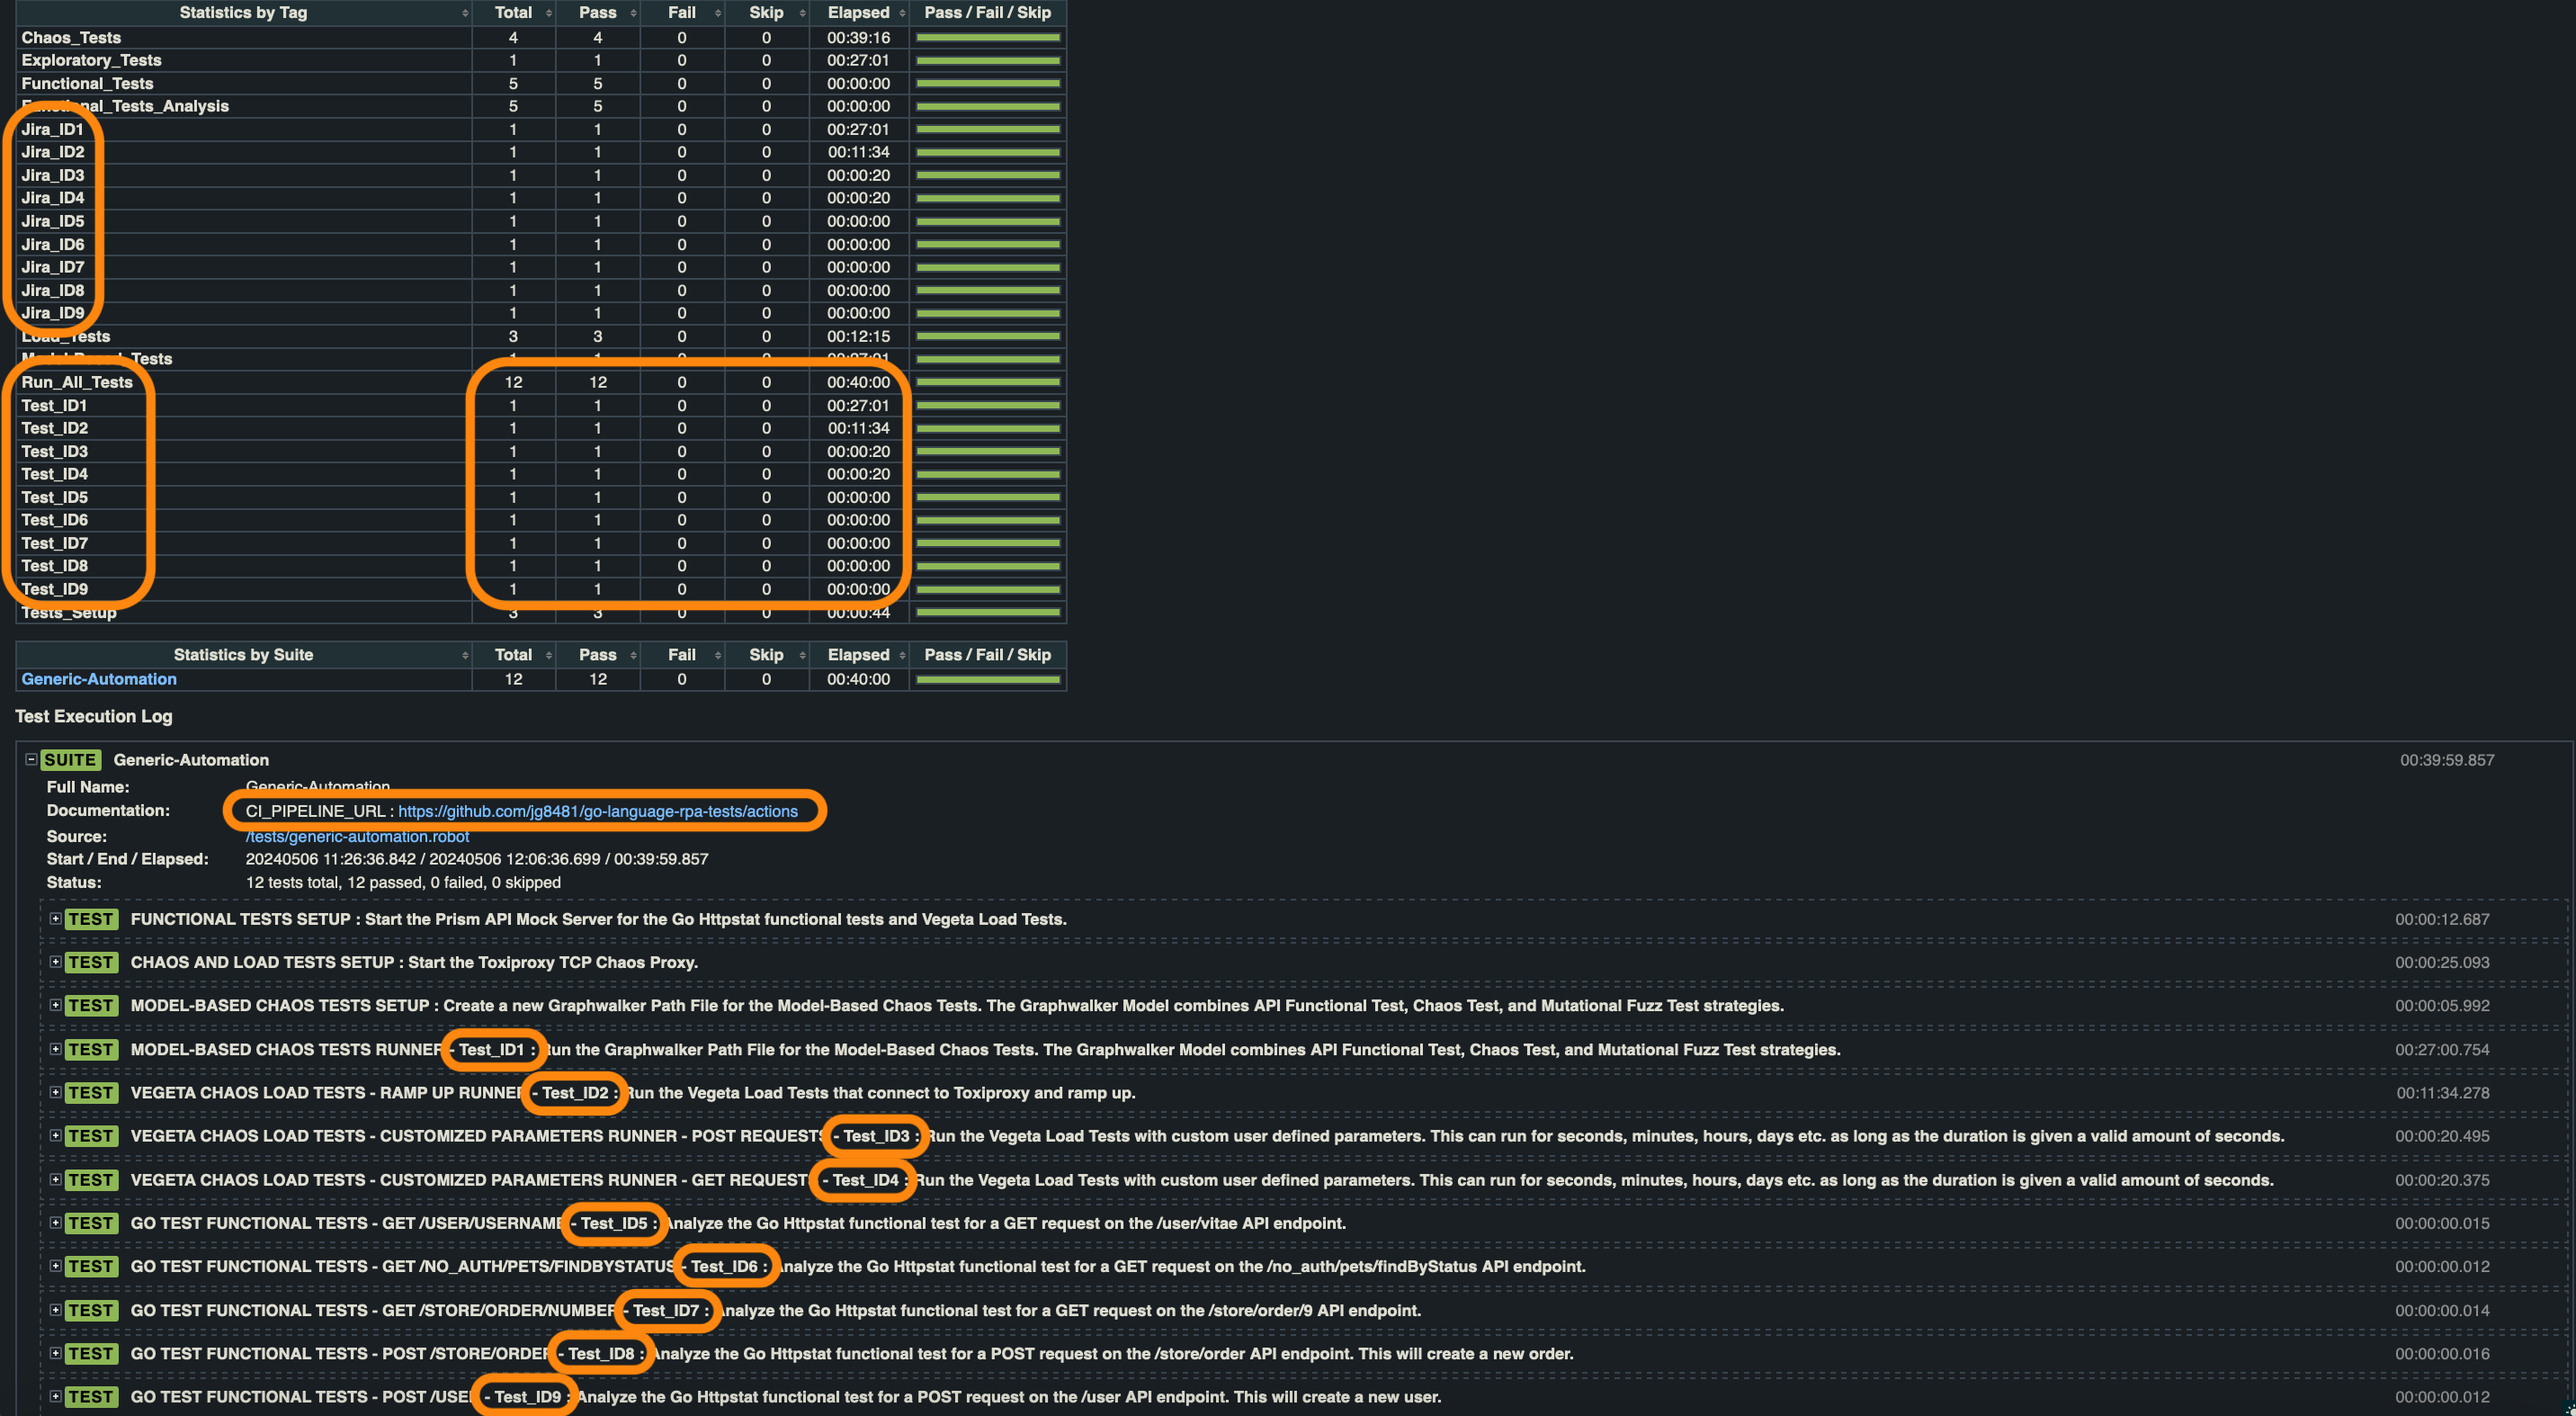 Statistics by Tag Total Pass Fail Skip Elapsed Pass / Fail / Skip
Chaos_Tests 4 4 0 0 00:39:16
Exploratory_Tests 1 1 0 0 00:27:01
Functional_Tests 5 5 0 0 00:00:00
Functional_Tests_Analysis 5 5 0 0 00:00:00
Jira_ID1 1 1 0 0 00:27:01
Jira_ID2 1 1 0 0 00:11:34
Jira_ID3 1 1 0 0 00:00:20
Jira_ID4 1 1 0 0 00:00:20
Jira_ID5 1 1 0 0 00:00:00
Jira_ID6 1 1 0 0 00:00:00
Jira_ID7 1 1 0 0 00:00:00
Jira_ID8 1 1 0 0 00:00:00
Jira_ID9 1 1 0 0 00:00:00
Load_Tests 3 3 0 0 00:12:15
Model-Based_Tests 1 1 0 0 00:27:01
Run_All_Tests 12 12 0 0 00:40:00
Test_ID1 1 1 0 0 00:27:01
Test_ID2 1 1 0 0 00:11:34
Test_ID3 1 1 0 0 00:00:20
Test_ID4 1 1 0 0 00:00:20
Test_ID5 1 1 0 0 00:00:00
Test_ID6 1 1 0 0 00:00:00
Test_ID7 1 1 0 0 00:00:00
Test_ID8 1 1 0 0 00:00:00
Test_ID9 1 1 0 0 00:00:00
Tests_Setup 3 3 0 0 00:00:44
Statistics by Suite Total Pass Fail Skip Elapsed Pass / Fail / Skip
Generic-Automation 12 12 0 0 00:40:00
Test Execution Log
SUITE Generic-Automation 00:39:59.857
Full Name: Generic-Automation
Documentation: CI_PIPELINE_URL : https://github.com/jg8481/go-language-rpa-tests/actions
Source: /tests/generic-automation.robot
Start / End / Elapsed: 20240506 11:26:36.842 / 20240506 12:06:36.699 / 00:39:59.857
Status: 12 tests total, 12 passed, 0 failed, 0 skipped
TEST FUNCTIONAL TESTS SETUP : Start the Prism API Mock Server for the Go Httpstat functional tests and Vegeta Load Tests. 00:00:12.687
TEST CHAOS AND LOAD TESTS SETUP : Start the Toxiproxy TCP Chaos Proxy. 00:00:25.093
TEST MODEL-BASED CHAOS TESTS SETUP : Create a new Graphwalker Path File for the Model-Based Chaos Tests. The Graphwalker Model combines API Functional Test, Chaos Test, and Mutational Fuzz Test strategies. 00:00:05.992
TEST MODEL-BASED CHAOS TESTS RUNNER - Test_ID1 : Run the Graphwalker Path File for the Model-Based Chaos Tests. The Graphwalker Model combines API Functional Test, Chaos Test, and Mutational Fuzz Test strategies. 00:27:00.754
TEST VEGETA CHAOS LOAD TESTS - RAMP UP RUNNER - Test_ID2 : Run the Vegeta Load Tests that connect to Toxiproxy and ramp up. 00:11:34.278
TEST VEGETA CHAOS LOAD TESTS - CUSTOMIZED PARAMETERS RUNNER - POST REQUESTS - Test_ID3 : Run the Vegeta Load Tests with custom user defined parameters. This can run for seconds, minutes, hours, days etc. as long as the duration is given a valid amount of seconds. 00:00:20.495
TEST VEGETA CHAOS LOAD TESTS - CUSTOMIZED PARAMETERS RUNNER - GET REQUESTS - Test_ID4 : Run the Vegeta Load Tests with custom user defined parameters. This can run for seconds, minutes, hours, days etc. as long as the duration is given a valid amount of seconds. 00:00:20.375
TEST GO TEST FUNCTIONAL TESTS - GET /USER/USERNAME - Test_ID5 : Analyze the Go Httpstat functional test for a GET request on the /user/vitae API endpoint. 00:00:00.015
TEST GO TEST FUNCTIONAL TESTS - GET /NO_AUTH/PETS/FINDBYSTATUS - Test_ID6 : Analyze the Go Httpstat functional test for a GET request on the /no_auth/pets/findByStatus API endpoint. 00:00:00.012
TEST GO TEST FUNCTIONAL TESTS - GET /STORE/ORDER/NUMBER - Test_ID7 : Analyze the Go Httpstat functional test for a GET request on the /store/order/9 API endpoint. 00:00:00.014
TEST GO TEST FUNCTIONAL TESTS - POST /STORE/ORDER - Test_ID8 : Analyze the Go Httpstat functional test for a POST request on the /store/order API endpoint. This will create a new order. 00:00:00.016
TEST GO TEST FUNCTIONAL TESTS - POST /USER - Test_ID9 : Analyze the Go Httpstat functional test for a POST request on the /user API endpoint. This will create a new user. 00:00:00.012